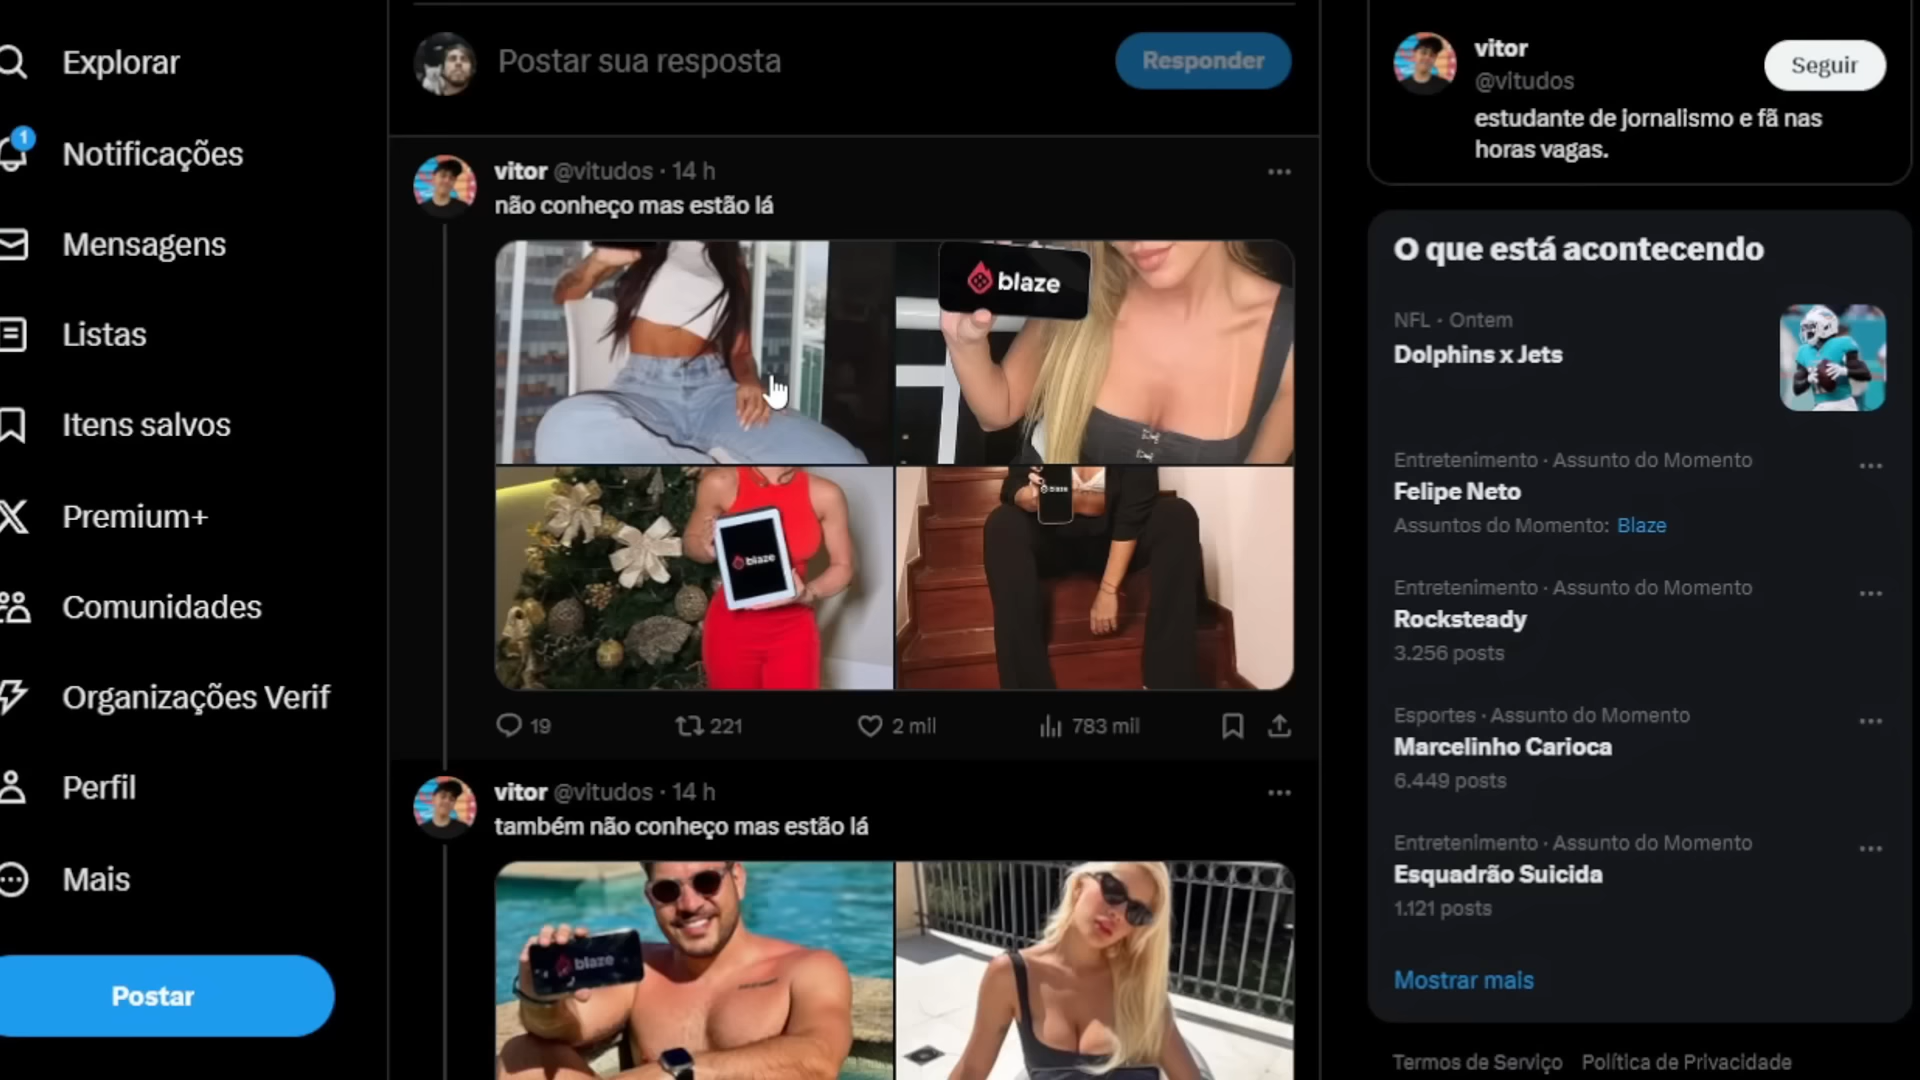 Explorar
1
Notificações
Mensagens
Listas
Itens salvos
Premium+
Comunidades
Organizações Verif
Perfil
Mais
Postar
Postar sua resposta
Responder
vitor @vitudos · 14 h
não conheço mas estão lá
blaze
blaze
blaze
19
221
2 mil
783 mil
vitor @vitudos · 14 h
também não conheço mas estão lá
blaze
vitor
@vitudos
Seguir
estudante de jornalismo e fã nas
horas vagas.
O que está acontecendo
NFL · Ontem
Dolphins x Jets
Entretenimento · Assunto do Momento
Felipe Neto
Assuntos do Momento: Blaze
Entretenimento · Assunto do Momento
Rocksteady
3.256 posts
Esportes · Assunto do Momento
Marcelinho Carioca
6.449 posts
Entretenimento · Assunto do Momento
Esquadrão Suicida
1.121 posts
Mostrar mais
Termos de Serviço Política de Privacidade